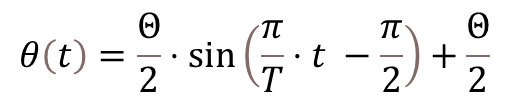 θ(t) = Θ/2 · sin(π/T · t − π/2) + Θ/2